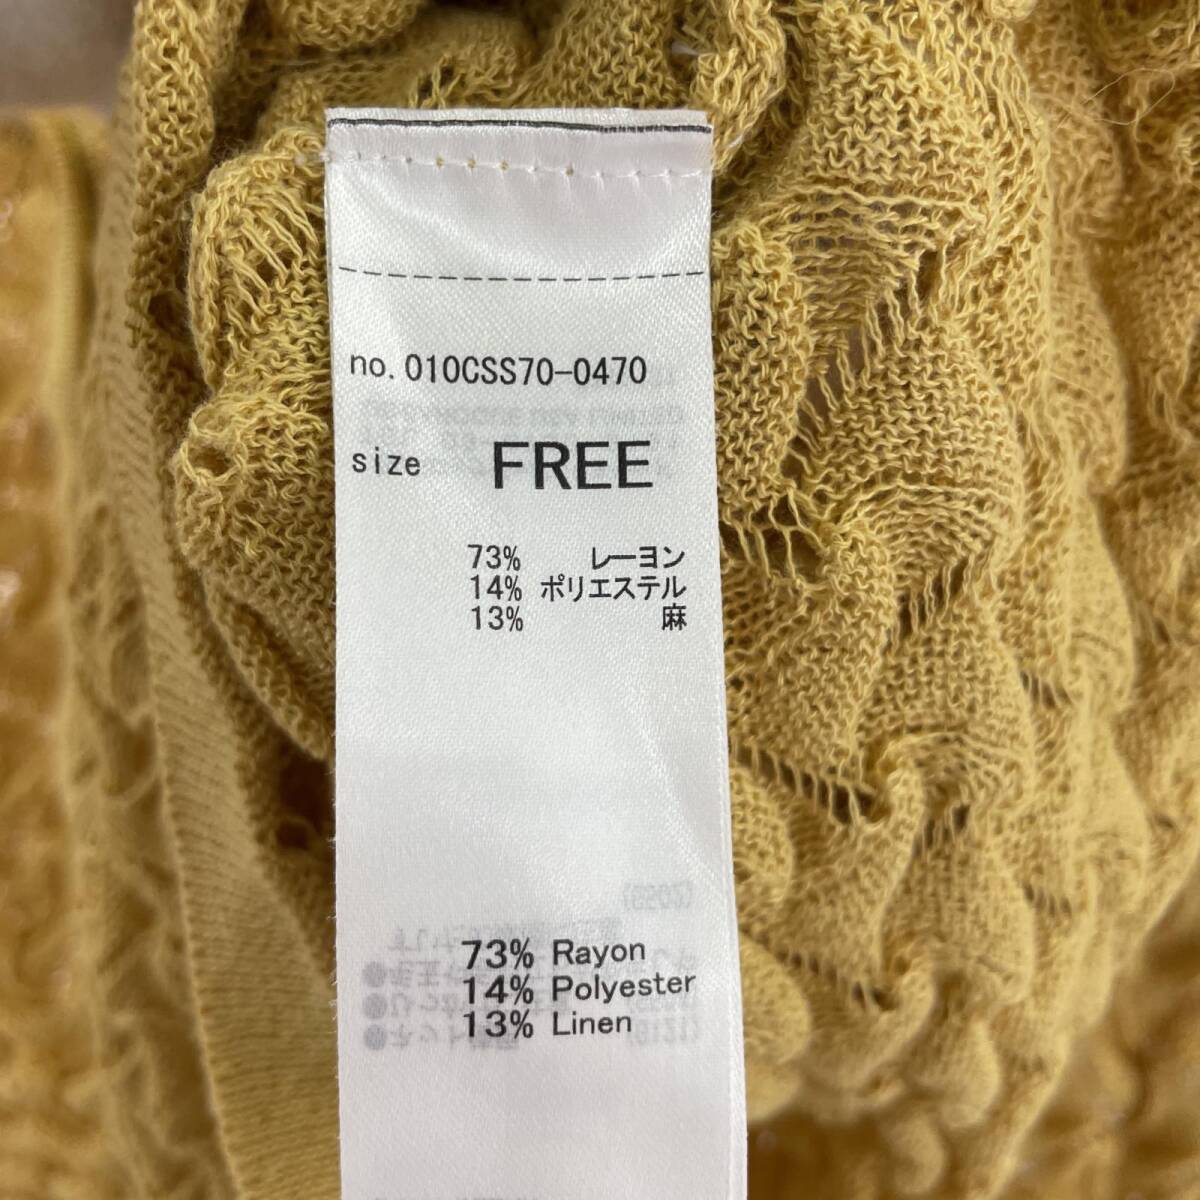 no. 010CSS70-0470
size FREE
73% レーヨン
14% ポリエステル
13% 麻
73% Rayon
14% Polyester
13% Linen